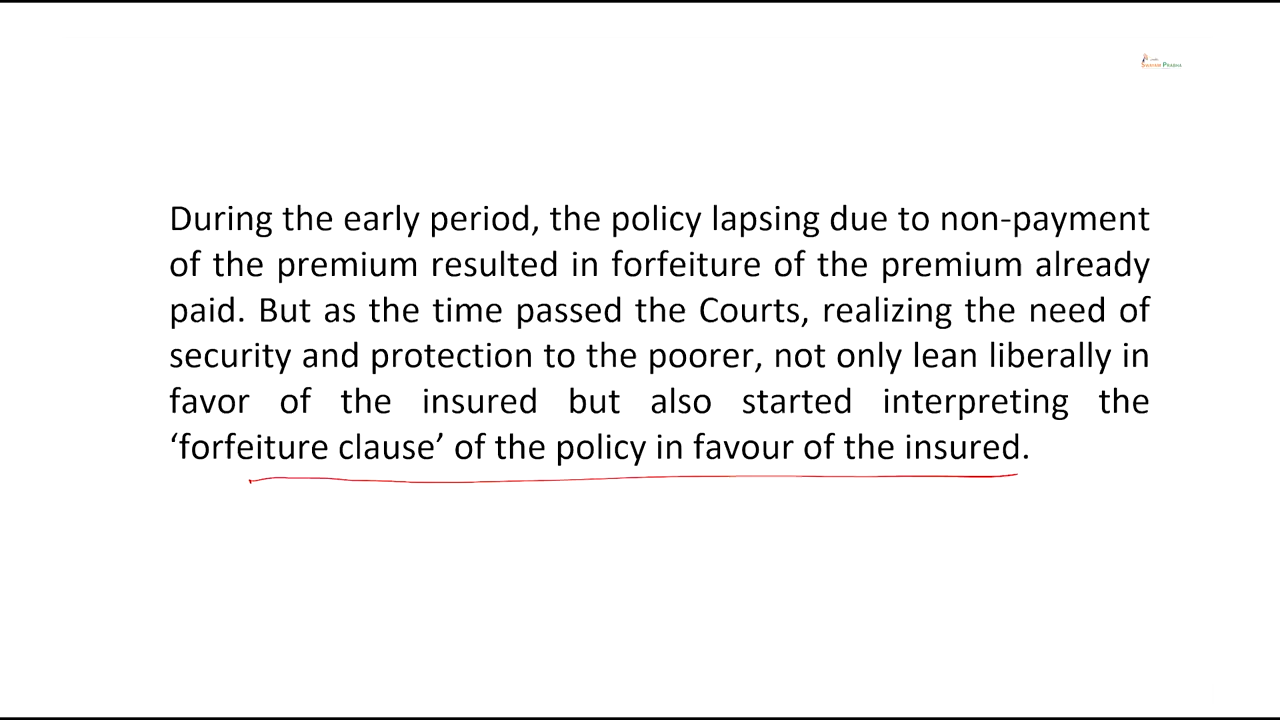 SWAYAM PRABHA
During the early period, the policy lapsing due to non-payment
of the premium resulted in forfeiture of the premium already
paid. But as the time passed the Courts, realizing the need of
security and protection to the poorer, not only lean liberally in
favor of the insured but also started interpreting the
‘forfeiture clause’ of the policy in favour of the insured.